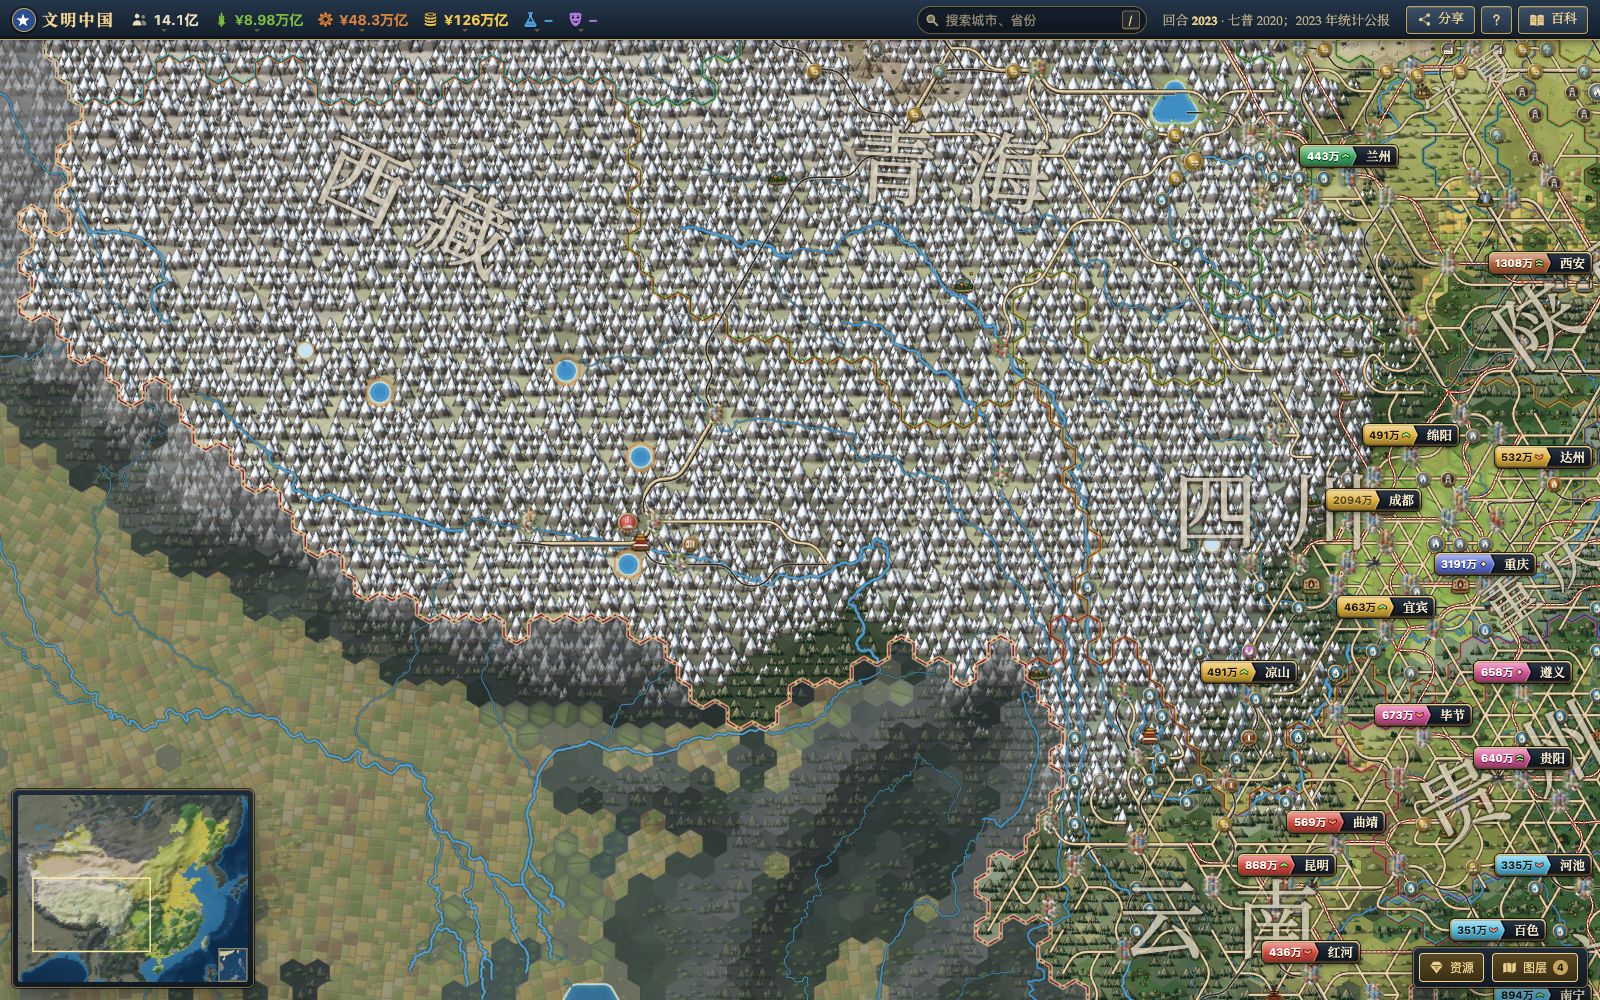 文明中国 14.1亿 ¥8.98万亿 ¥48.3万亿 ¥126万亿 – – 搜索城市、省份 / 回合 2023 · 七普 2020；2023 年统计公报 分享 ? 百科
西藏
青海
443万 兰州
1308万 西安
陕
491万 绵阳
532万 达州
四川
2094万 成都
3191万 重庆
重庆
463万 宜宾
491万 凉山
658万 遵义
673万 毕节
贵州
640万 贵阳
569万 曲靖
868万 昆明
335万 河池
云南
351万 百色
436万 红河
资源 图层 4
894万 南宁